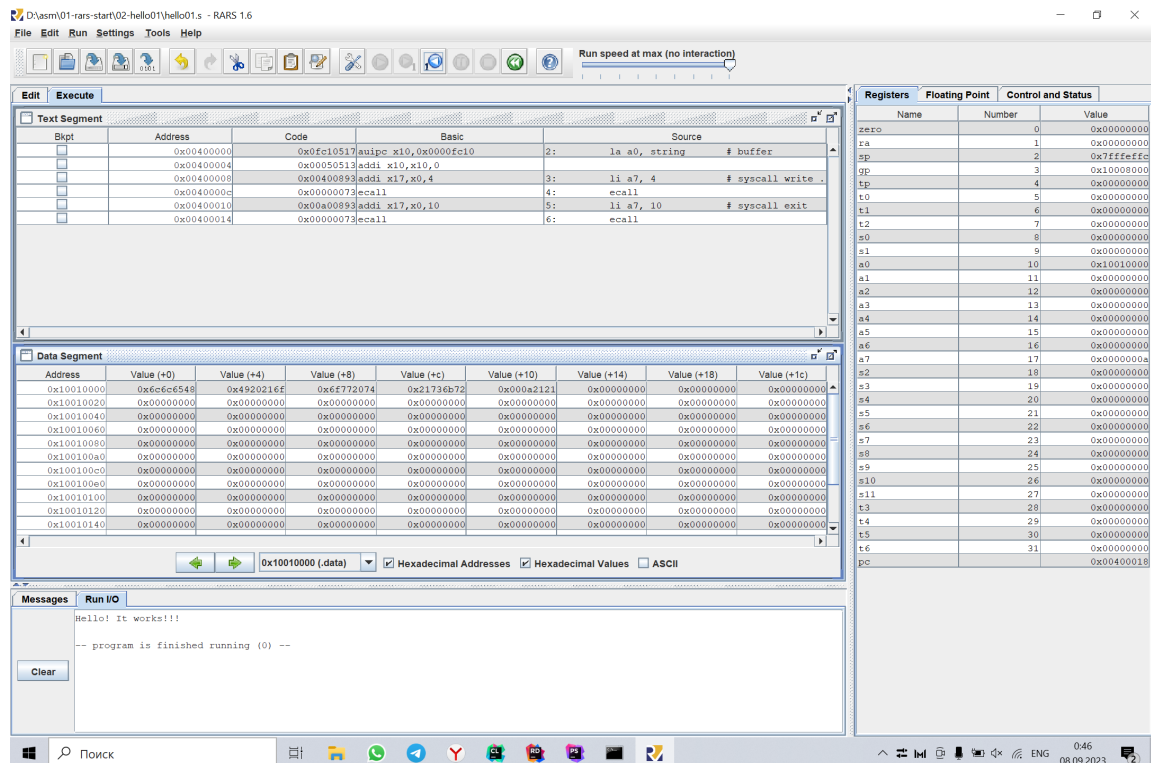 D:\asm\01-rars-start\02-hello01\hello01.s - RARS 1.6
File Edit Run Settings Tools Help
Run speed at max (no interaction)
Edit Execute
Text Segment
Bkpt Address Code Basic Source
0x00400000 0x0fc10517 auipc x10,0x0000fc10 2: la a0, string # buffer
0x00400004 0x00050513 addi x10,x10,0
0x00400008 0x00400893 addi x17,x0,4 3: li a7, 4 # syscall write .
0x0040000c 0x00000073 ecall 4: ecall
0x00400010 0x00a00893 addi x17,x0,10 5: li a7, 10 # syscall exit
0x00400014 0x00000073 ecall 6: ecall
Data Segment
Address Value (+0) Value (+4) Value (+8) Value (+c) Value (+10) Value (+14) Value (+18) Value (+1c)
0x10010000 0x6c6c6548 0x4920216f 0x6f772074 0x21736b72 0x000a2121 0x00000000 0x00000000 0x00000000
0x10010020 0x00000000 0x00000000 0x00000000 0x00000000 0x00000000 0x00000000 0x00000000 0x00000000
0x10010040 0x00000000 0x00000000 0x00000000 0x00000000 0x00000000 0x00000000 0x00000000 0x00000000
0x10010060 0x00000000 0x00000000 0x00000000 0x00000000 0x00000000 0x00000000 0x00000000 0x00000000
0x10010080 0x00000000 0x00000000 0x00000000 0x00000000 0x00000000 0x00000000 0x00000000 0x00000000
0x100100a0 0x00000000 0x00000000 0x00000000 0x00000000 0x00000000 0x00000000 0x00000000 0x00000000
0x100100c0 0x00000000 0x00000000 0x00000000 0x00000000 0x00000000 0x00000000 0x00000000 0x00000000
0x100100e0 0x00000000 0x00000000 0x00000000 0x00000000 0x00000000 0x00000000 0x00000000 0x00000000
0x10010100 0x00000000 0x00000000 0x00000000 0x00000000 0x00000000 0x00000000 0x00000000 0x00000000
0x10010120 0x00000000 0x00000000 0x00000000 0x00000000 0x00000000 0x00000000 0x00000000 0x00000000
0x10010140 0x00000000 0x00000000 0x00000000 0x00000000 0x00000000 0x00000000 0x00000000 0x00000000
0x10010000 (.data) Hexadecimal Addresses Hexadecimal Values ASCII
Messages Run I/O
Hello! It works!!!
-- program is finished running (0) --
Clear
Registers Floating Point Control and Status
Name Number Value
zero 0 0x00000000
ra 1 0x00000000
sp 2 0x7fffeffc
gp 3 0x10008000
tp 4 0x00000000
t0 5 0x00000000
t1 6 0x00000000
t2 7 0x00000000
s0 8 0x00000000
s1 9 0x00000000
a0 10 0x10010000
a1 11 0x00000000
a2 12 0x00000000
a3 13 0x00000000
a4 14 0x00000000
a5 15 0x00000000
a6 16 0x00000000
a7 17 0x0000000a
s2 18 0x00000000
s3 19 0x00000000
s4 20 0x00000000
s5 21 0x00000000
s6 22 0x00000000
s7 23 0x00000000
s8 24 0x00000000
s9 25 0x00000000
s10 26 0x00000000
s11 27 0x00000000
t3 28 0x00000000
t4 29 0x00000000
t5 30 0x00000000
t6 31 0x00000000
pc 0x00400018
Поиск
CL RD PS
ENG
0:46
08.09.2023
2